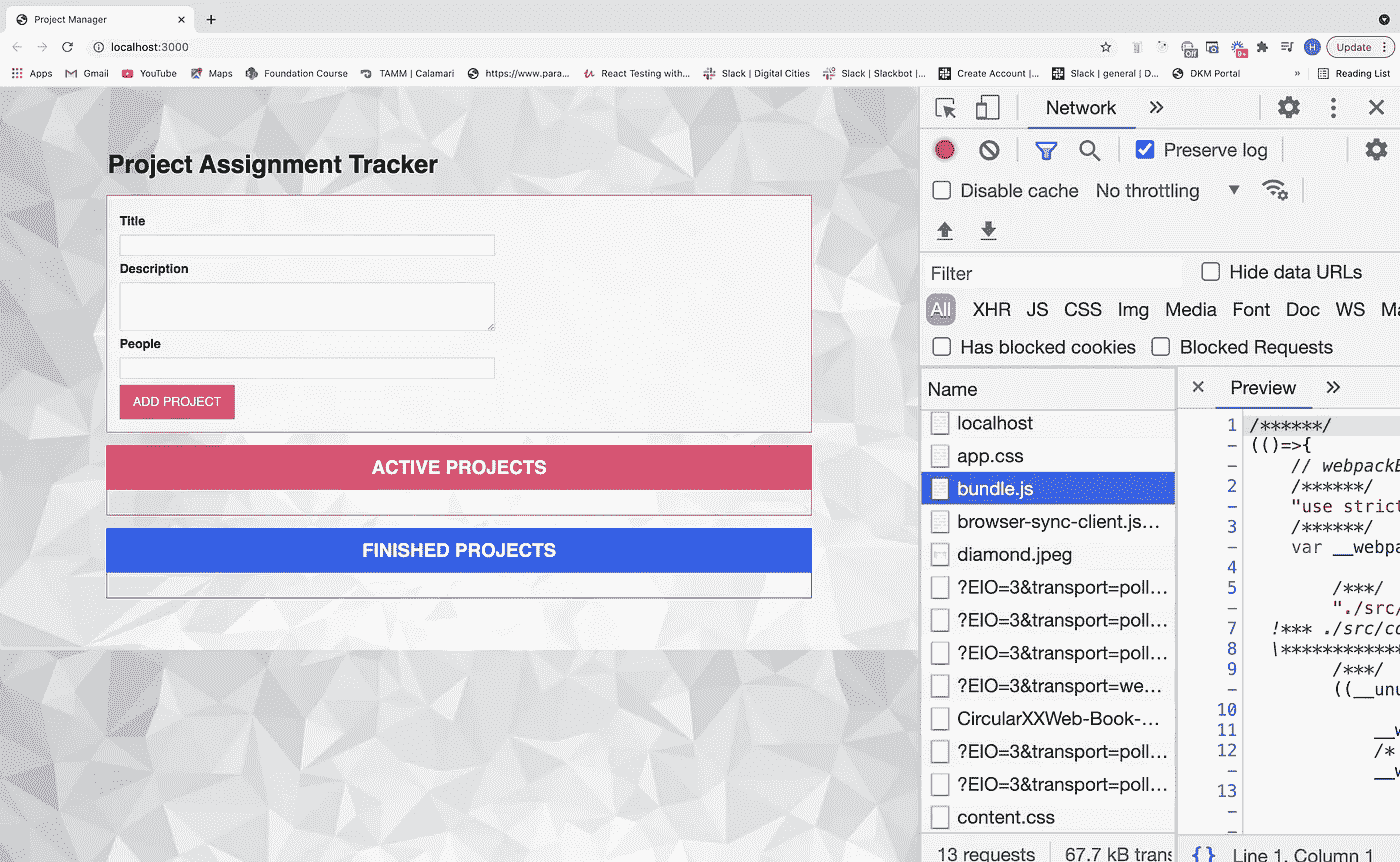 Project Manager
localhost:3000
Off
9+
H
Update
Apps
Gmail
YouTube
Maps
Foundation Course
TAMM | Calamari
https://www.para...
React Testing with...
Slack | Digital Cities
Slack | Slackbot |...
Create Account |...
Slack | general | D...
DKM Portal
»
Reading List
Project Assignment Tracker
Title
Description
People
ADD PROJECT
ACTIVE PROJECTS
FINISHED PROJECTS
Network
Preserve log
Disable cache
No throttling
Filter
Hide data URLs
All XHR JS CSS Img Media Font Doc WS Ma
Has blocked cookies
Blocked Requests
Name
localhost
app.css
bundle.js
browser-sync-client.js…
diamond.jpeg
?EIO=3&transport=poll…
?EIO=3&transport=poll…
?EIO=3&transport=poll…
?EIO=3&transport=we…
CircularXXWeb-Book-…
?EIO=3&transport=poll…
?EIO=3&transport=poll…
content.css
13 requests
67.7 kB trans
Preview
1 /******/
- (()=>{
- // webpackB
2 /******/
- "use strict
3 /******/
- var __webpa
4
5 /***/
- "./src/
7 !*** ./src/co
8 \************
9 /***/
- ((__unu
10
11 __w
12 /*
- __w
13
-
-
{} Line 1, Column 1